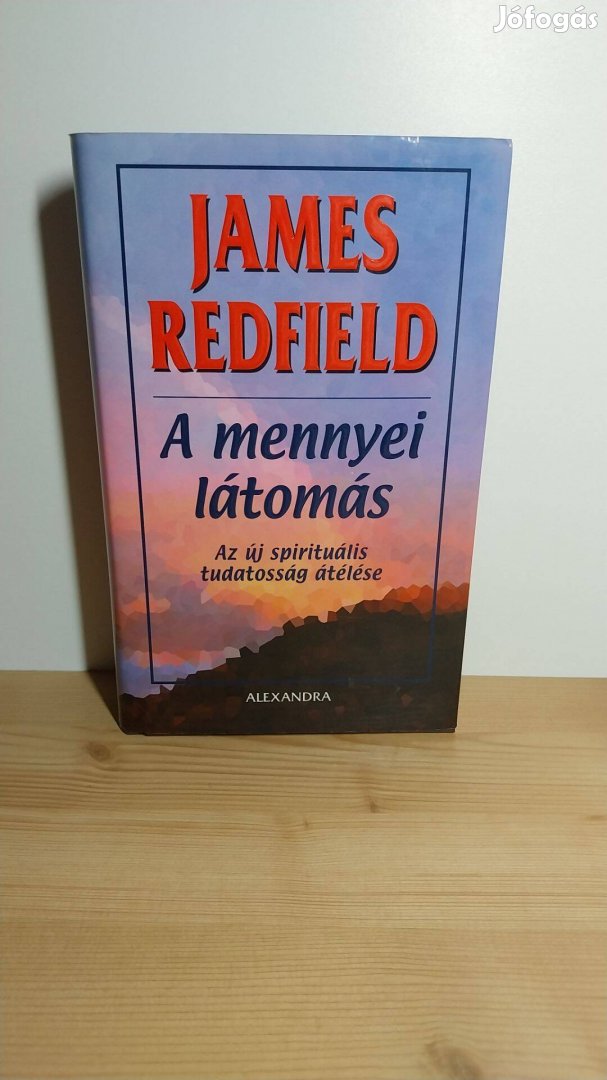 Jófogás
JAMES
REDFIELD
A mennyei
látomás
Az új spirituális
tudatosság átélése
ALEXANDRA